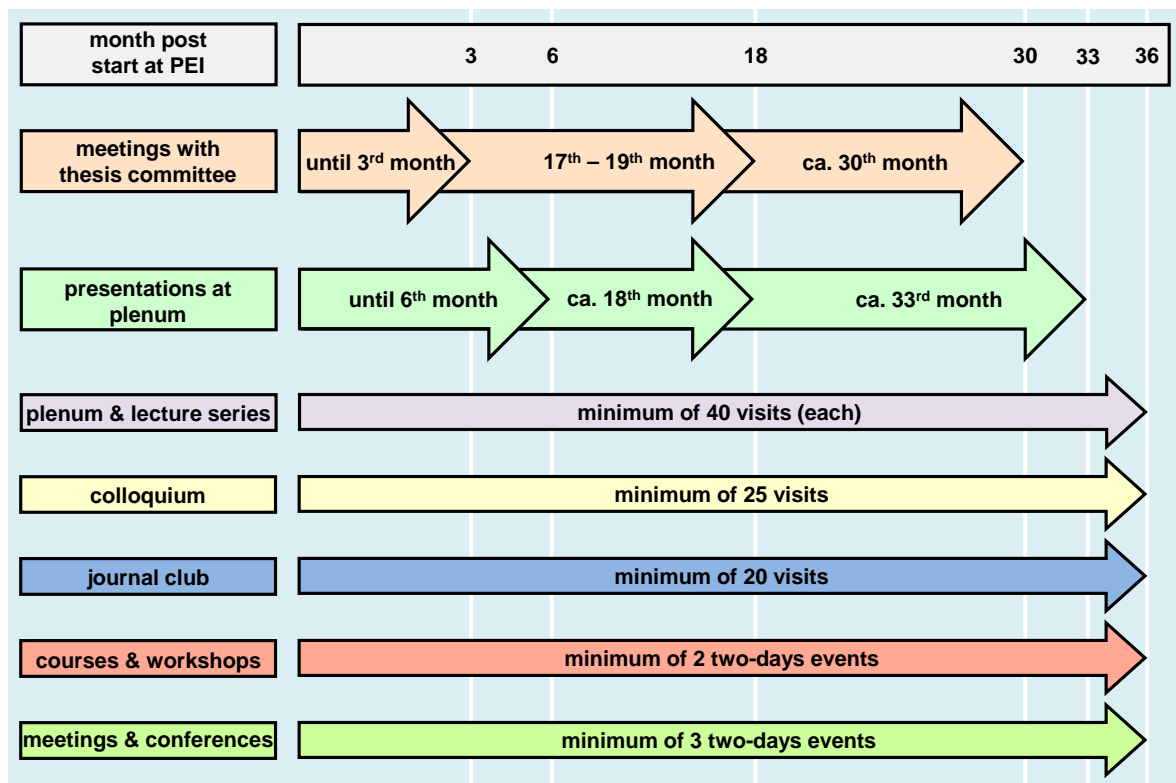 month post
start at PEI
3 6 18 30 33 36
meetings with
thesis committee
until 3rd month 17th – 19th month ca. 30th month
presentations at
plenum
until 6th month ca. 18th month ca. 33rd month
plenum & lecture series
minimum of 40 visits (each)
colloquium
minimum of 25 visits
journal club
minimum of 20 visits
courses & workshops
minimum of 2 two-days events
meetings & conferences
minimum of 3 two-days events